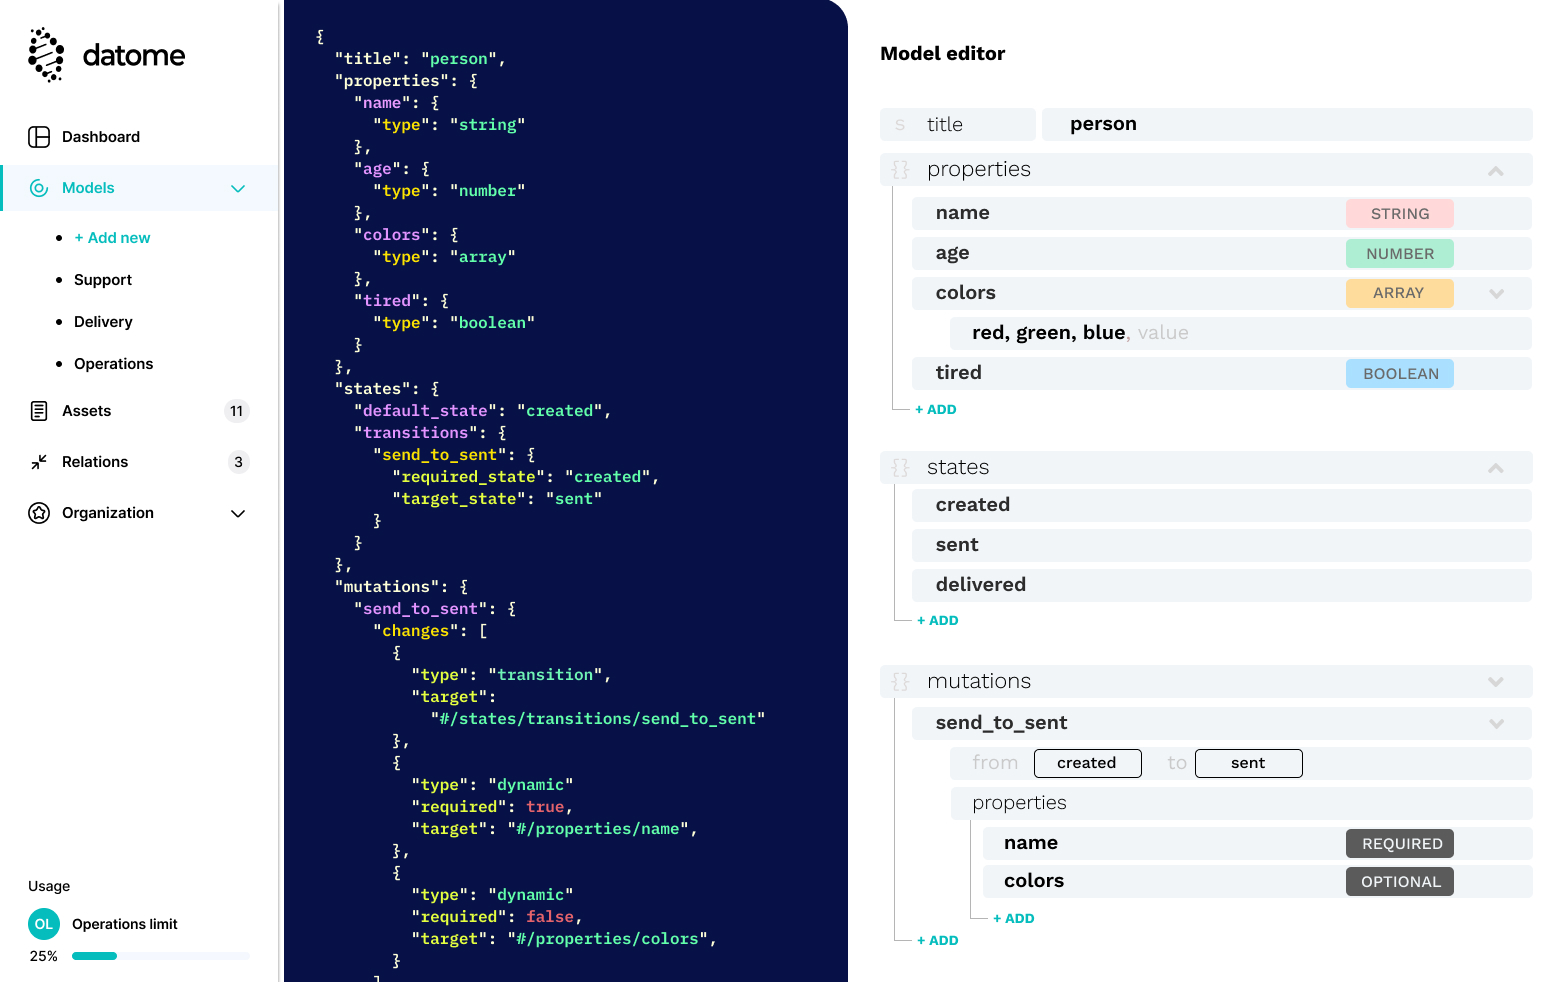 datome
Dashboard
Models
+ Add new
Support
Delivery
Operations
Assets 11
Relations 3
Organization
Usage
OL Operations limit
25%
{
"title": "person",
"properties": {
"name": {
"type": "string"
},
"age": {
"type": "number"
},
"colors": {
"type": "array"
},
"tired": {
"type": "boolean"
}
},
"states": {
"default_state": "created",
"transitions": {
"send_to_sent": {
"required_state": "created",
"target_state": "sent"
}
}
},
"mutations": {
"send_to_sent": {
"changes": [
{
"type": "transition",
"target":
"#/states/transitions/send_to_sent"
},
{
"type": "dynamic"
"required": true,
"target": "#/properties/name",
},
{
"type": "dynamic"
"required": false,
"target": "#/properties/colors",
}
Model editor
S title person
{} properties
name STRING
age NUMBER
colors ARRAY
red, green, blue, value
tired BOOLEAN
+ ADD
{} states
created
sent
delivered
+ ADD
{} mutations
send_to_sent
from created to sent
properties
name REQUIRED
colors OPTIONAL
+ ADD
+ ADD